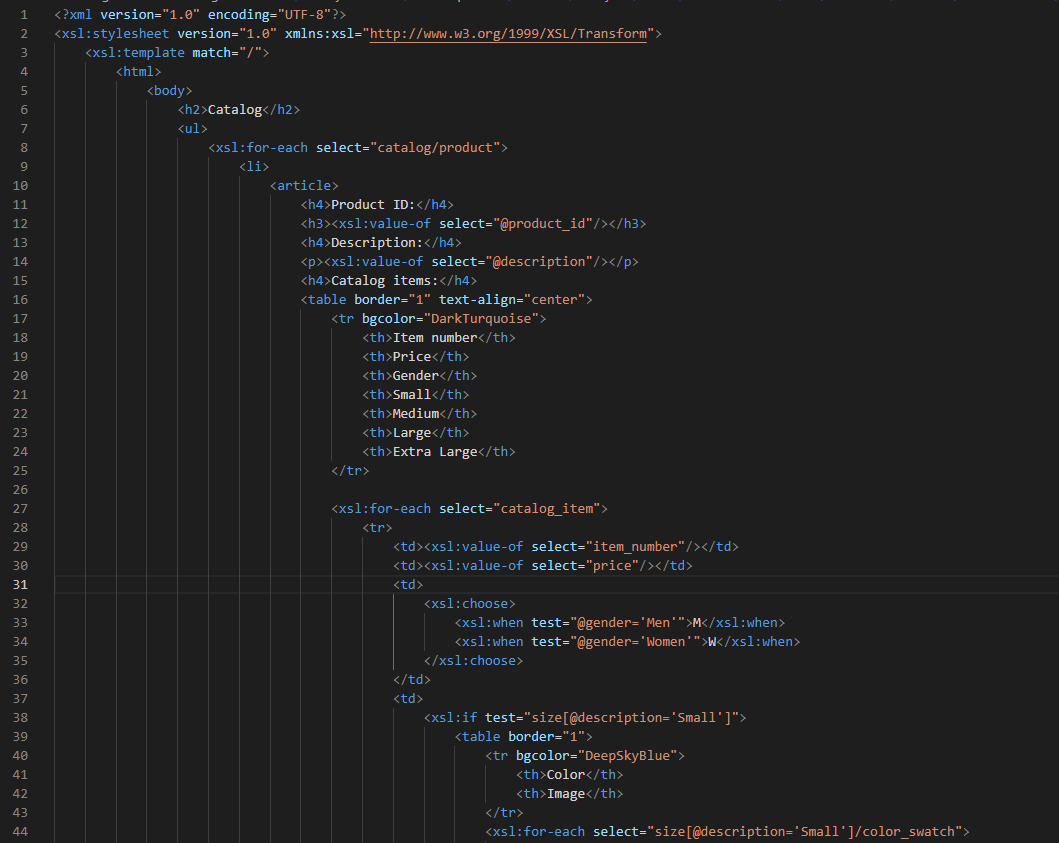 1 <?xml version="1.0" encoding="UTF-8"?>
2 <xsl:stylesheet version="1.0" xmlns:xsl="http://www.w3.org/1999/XSL/Transform">
3 <xsl:template match="/">
4 <html>
5 <body>
6 <h2>Catalog</h2>
7 <ul>
8 <xsl:for-each select="catalog/product">
9 <li>
10 <article>
11 <h4>Product ID:</h4>
12 <h3><xsl:value-of select="@product_id"/></h3>
13 <h4>Description:</h4>
14 <p><xsl:value-of select="@description"/></p>
15 <h4>Catalog items:</h4>
16 <table border="1" text-align="center">
17 <tr bgcolor="DarkTurquoise">
18 <th>Item number</th>
19 <th>Price</th>
20 <th>Gender</th>
21 <th>Small</th>
22 <th>Medium</th>
23 <th>Large</th>
24 <th>Extra Large</th>
25 </tr>
26
27 <xsl:for-each select="catalog_item">
28 <tr>
29 <td><xsl:value-of select="item_number"/></td>
30 <td><xsl:value-of select="price"/></td>
31 <td>
32 <xsl:choose>
33 <xsl:when test="@gender='Men'">M</xsl:when>
34 <xsl:when test="@gender='Women'">W</xsl:when>
35 </xsl:choose>
36 </td>
37 <td>
38 <xsl:if test="size[@description='Small']">
39 <table border="1">
40 <tr bgcolor="DeepSkyBlue">
41 <th>Color</th>
42 <th>Image</th>
43 </tr>
44 <xsl:for-each select="size[@description='Small']/color_swatch">